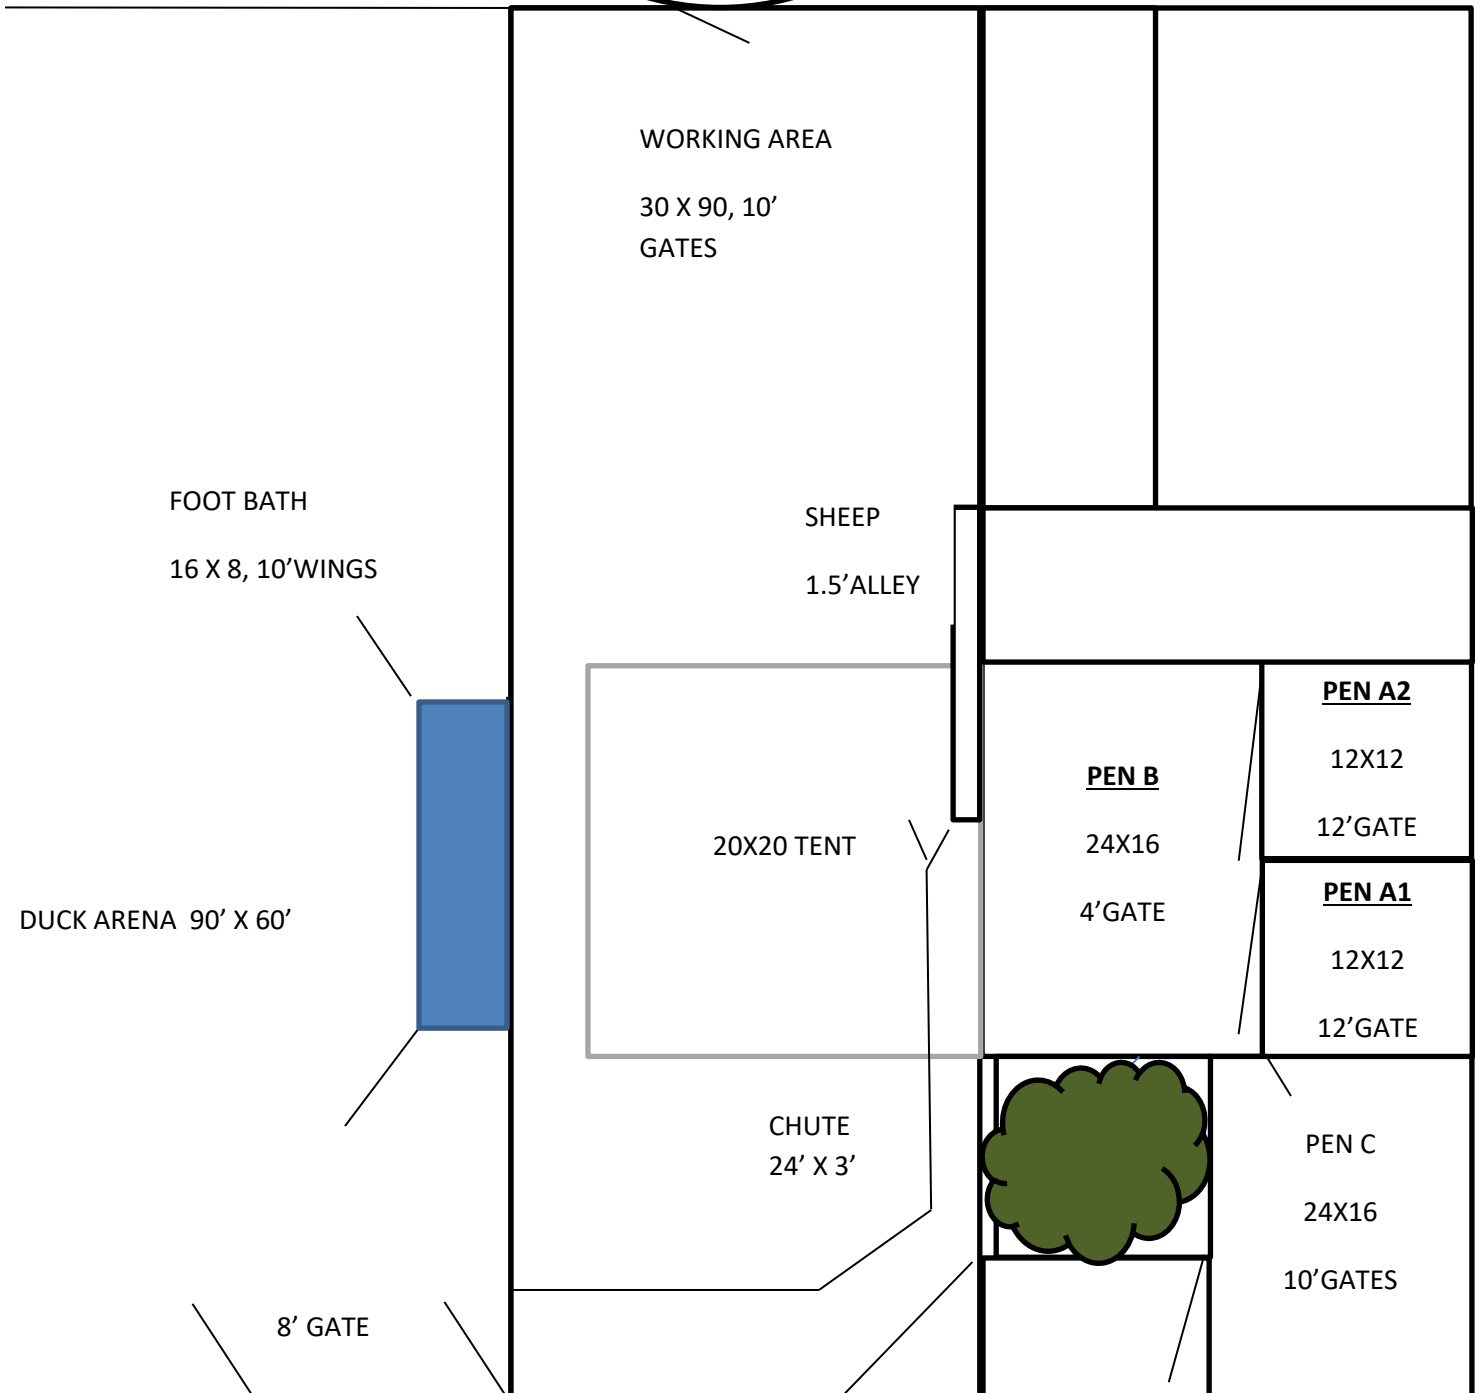 WORKING AREA
30 X 90, 10’
GATES
FOOT BATH
16 X 8, 10’WINGS
SHEEP
1.5’ALLEY
PEN A2
12X12
12’GATE
PEN B
24X16
4’GATE
20X20 TENT
PEN A1
12X12
12’GATE
DUCK ARENA  90’ X 60’
CHUTE
24’ X 3’
PEN C
24X16
10’GATES
8’ GATE